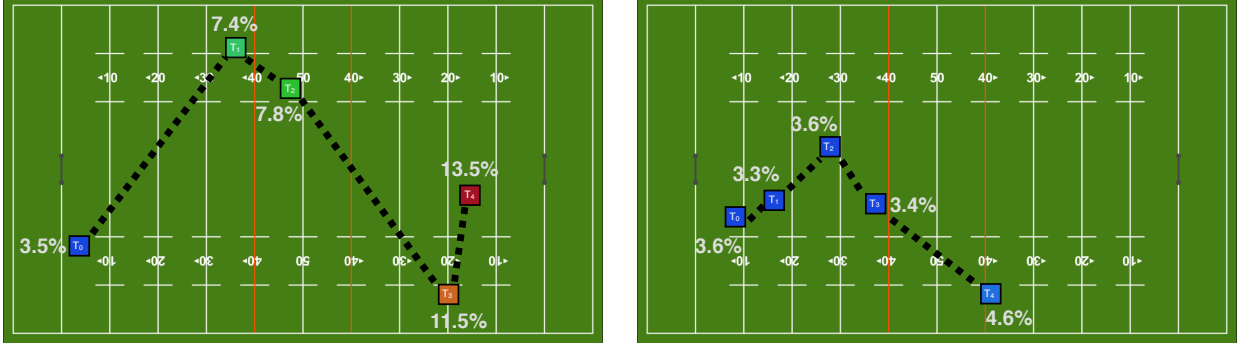 7.4%
T₁
◂10 ◂20 ◂30 ◂40 50 40▸ 30▸ 20▸ 10▸
T₂
7.8%
13.5%
T₄
3.5% T₀
◂10 ◂20 ◂30 ◂40 50 40▸ 30▸ 20▸ 10▸
T₃
11.5%
◂10 ◂20 ◂30 ◂40 50 40▸ 30▸ 20▸ 10▸
3.6%
T₂
3.3%
T₁
T₃ 3.4%
T₀
3.6%
◂10 ◂20 ◂30 ◂40 50 40▸ 30▸ 20▸ 10▸
T₄
4.6%